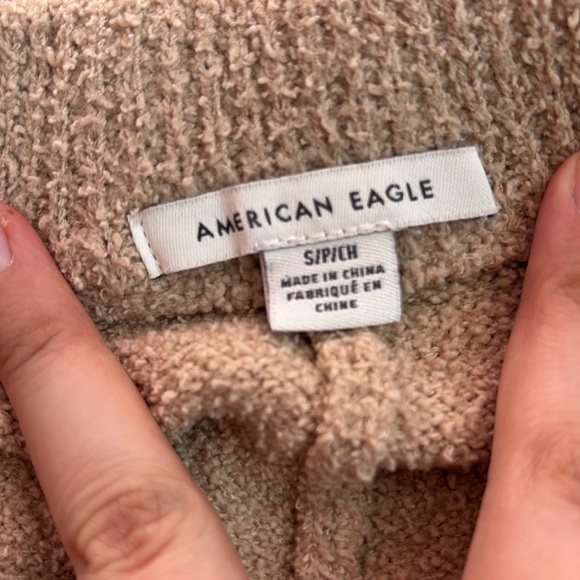 AMERICAN EAGLE
S/P/CH
MADE IN CHINA
FABRIQUÉ EN
CHINE